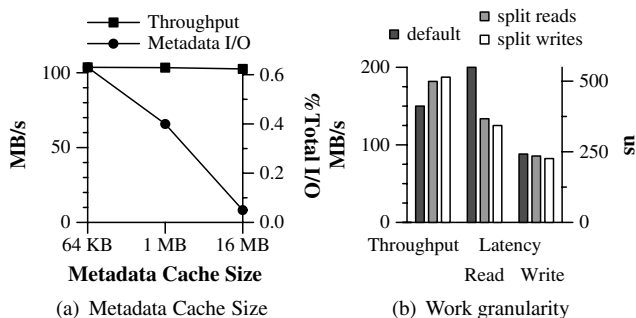 Throughput
Metadata I/O
100
50
0
MB/s
0.6
0.4
0.2
0.0
% Total I/O
64 KB 1 MB 16 MB
Metadata Cache Size
(a) Metadata Cache Size
default
split reads
split writes
200
150
100
50
0
MB/s
500
250
0
us
Throughput Latency
Read Write
(b) Work granularity